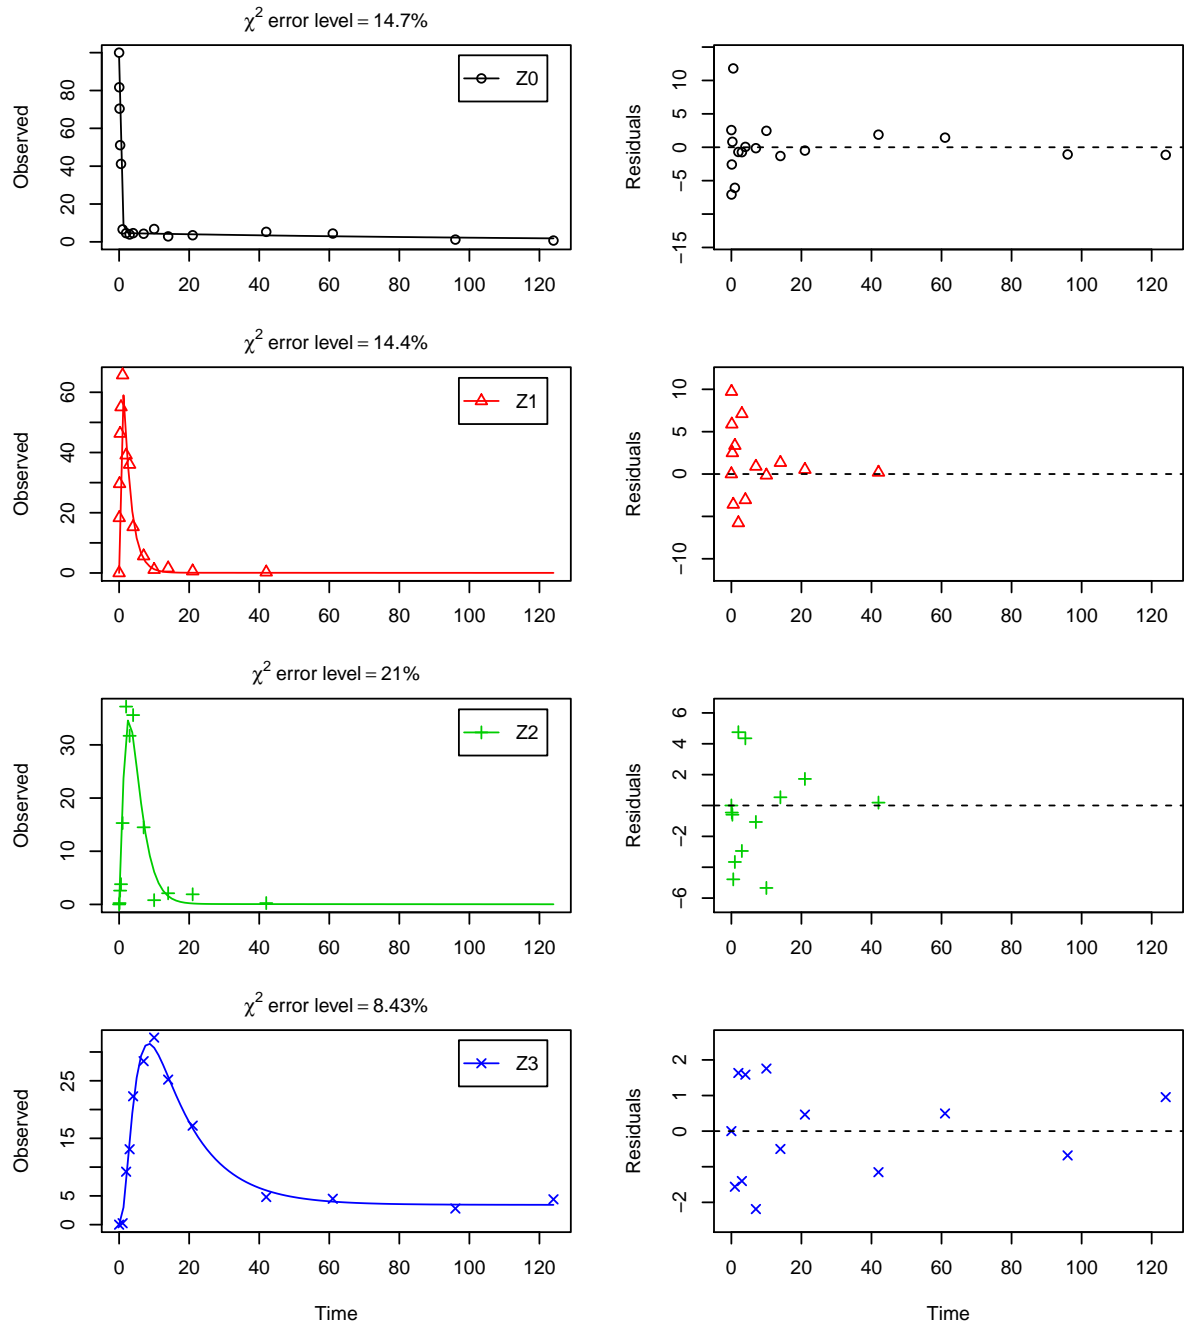 χ2 error level = 14.7%
Observed
0 20 40 60 80
Z0
0 20 40 60 80 100 120
Residuals
−15 −5 0 5 10
0 20 40 60 80 100 120
χ2 error level = 14.4%
Observed
0 20 40 60
Z1
0 20 40 60 80 100 120
Residuals
−10 0 5 10
0 20 40 60 80 100 120
χ2 error level = 21%
Observed
0 10 20 30
Z2
0 20 40 60 80 100 120
Residuals
−6 −2 2 4 6
0 20 40 60 80 100 120
χ2 error level = 8.43%
Observed
0 5 15 25
Z3
0 20 40 60 80 100 120
Time
Residuals
−2 0 1 2
0 20 40 60 80 100 120
Time